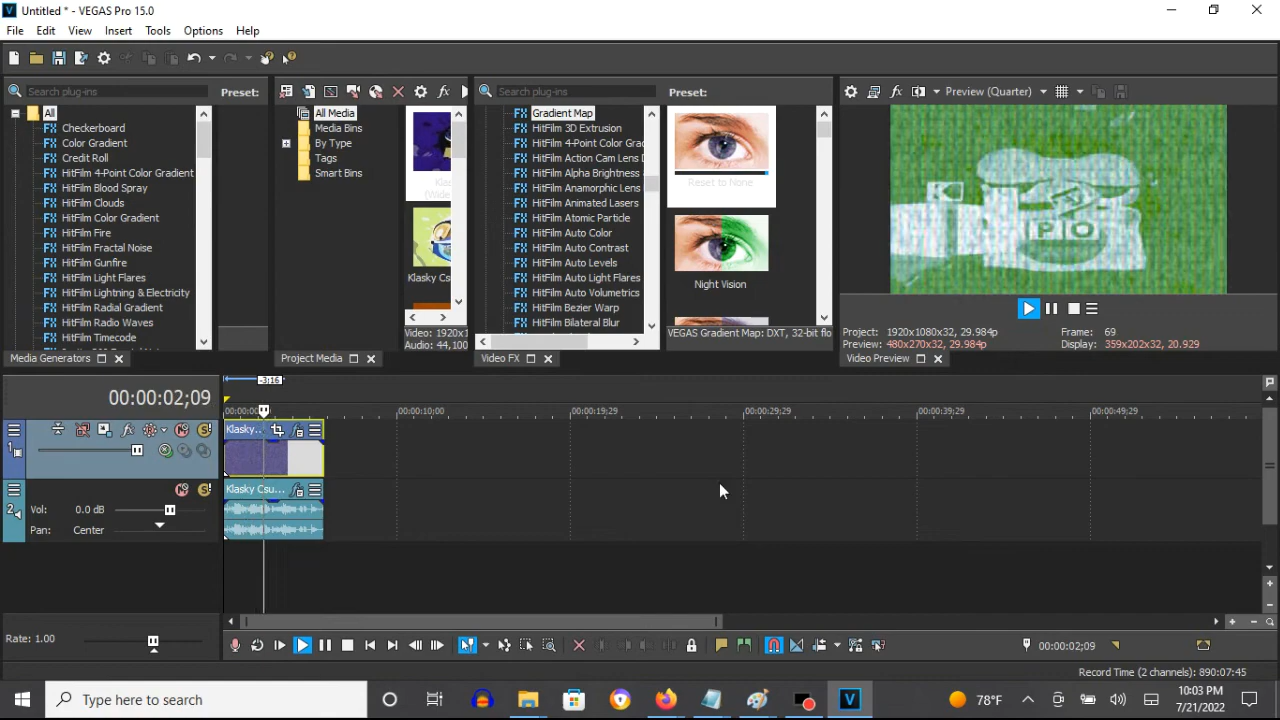 Untitled * - VEGAS Pro 15.0
File Edit View Insert Tools Options Help
Search plug-ins
Preset:
All
Checkerboard
Color Gradient
Credit Roll
HitFilm 4-Point Color Gradient
HitFilm Blood Spray
HitFilm Clouds
HitFilm Color Gradient
HitFilm Fire
HitFilm Fractal Noise
HitFilm Gunfire
HitFilm Light Flares
HitFilm Lightning & Electricity
HitFilm Radial Gradient
HitFilm Radio Waves
HitFilm Timecode
Media Generators
All Media
Media Bins
By Type
Tags
Smart Bins
Klasky Cs
Video: 1920x1
Audio: 44,100
Project Media
Search plug-ins
Preset:
Gradient Map
HitFilm 3D Extrusion
HitFilm 4-Point Color Grad
HitFilm Action Cam Lens D
HitFilm Alpha Brightness
HitFilm Anamorphic Lens
HitFilm Animated Lasers
HitFilm Atomic Particle
HitFilm Auto Color
HitFilm Auto Contrast
HitFilm Auto Levels
HitFilm Auto Light Flares
HitFilm Auto Volumetrics
HitFilm Bezier Warp
HitFilm Bilateral Blur
Reset to None
Night Vision
VEGAS Gradient Map: DXT, 32-bit flo
Video FX
Preview (Quarter)
K
P O
Project: 1920x1080x32, 29.984p
Preview: 480x270x32, 29.984p
Frame: 69
Display: 359x202x32, 20.929
Video Preview
-3;16
00:00:02;09
00:00:10;00
00:00:19;29
00:00:29;29
00:00:39;29
00:00:49;29
1
Klasky...
2
Klasky Csu...
Vol: 0.0 dB
Pan: Center
Rate: 1.00
00:00:02;09
Record Time (2 channels): 890:07:45
Type here to search
78°F
10:03 PM
7/21/2022